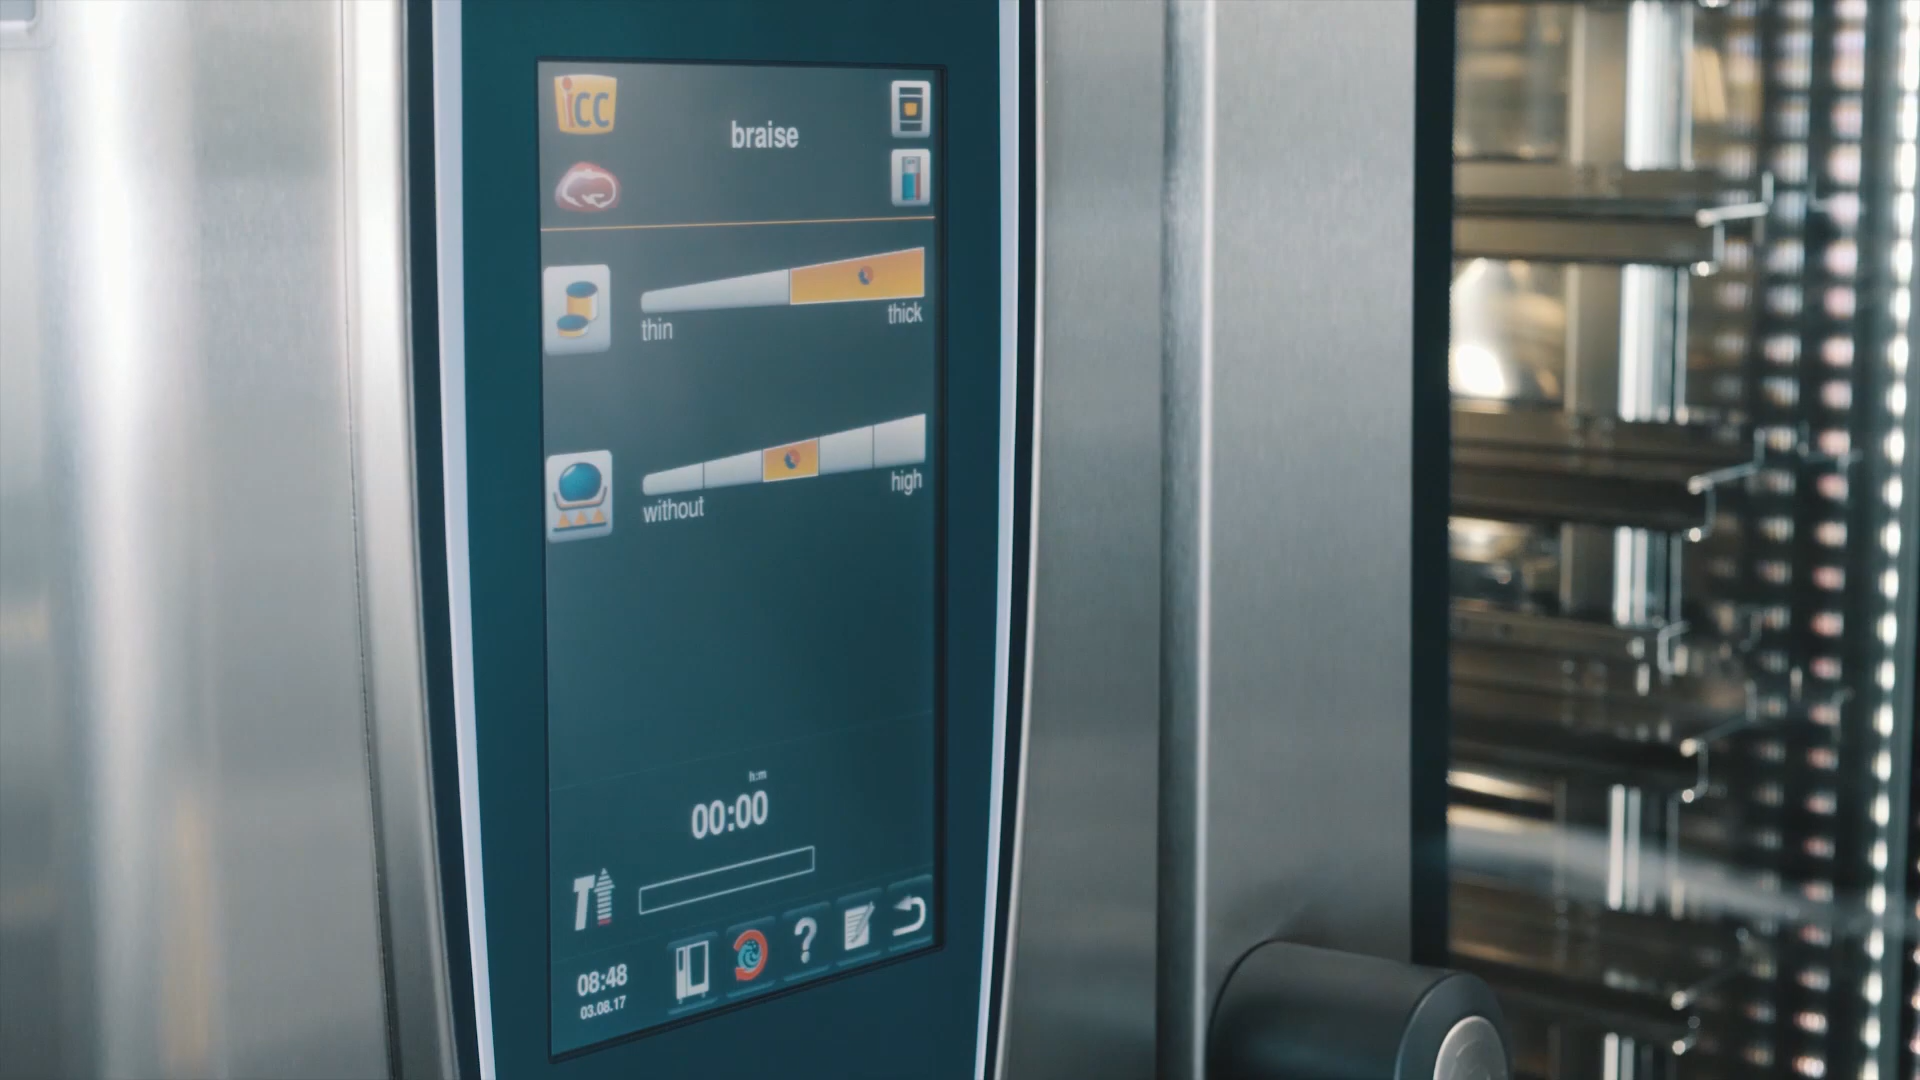 icc
braise
thin
thick
without
high
h:m
00:00
T
?
08:48
03.08.17